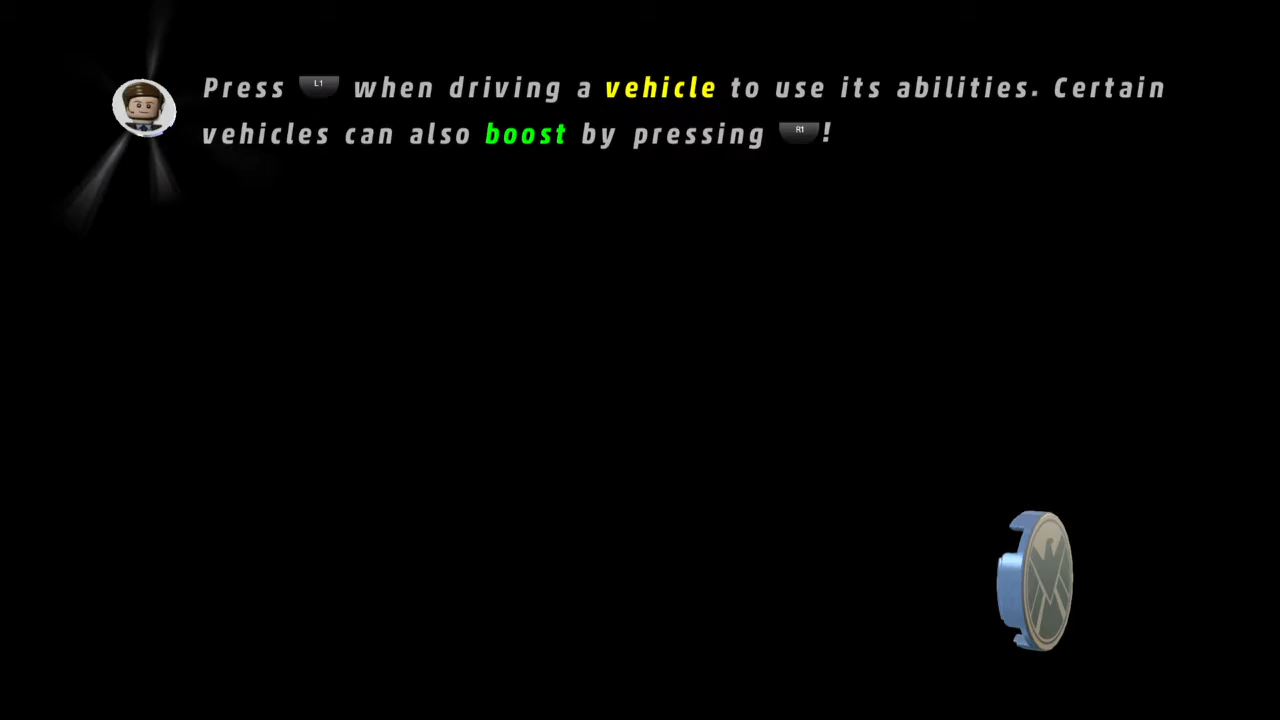 Press L1 when driving a vehicle to use its abilities. Certain
vehicles can also boost by pressing R1!